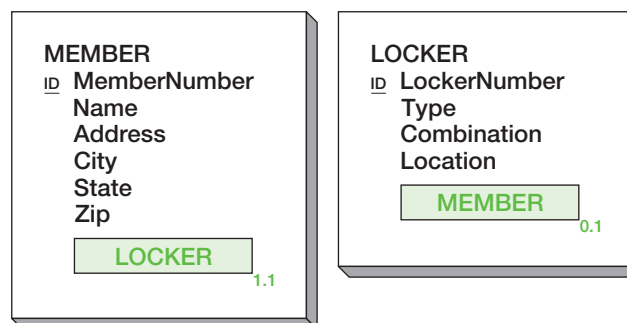 MEMBER
ID MemberNumber
Name
Address
City
State
Zip
LOCKER
1.1
LOCKER
ID LockerNumber
Type
Combination
Location
MEMBER
0.1